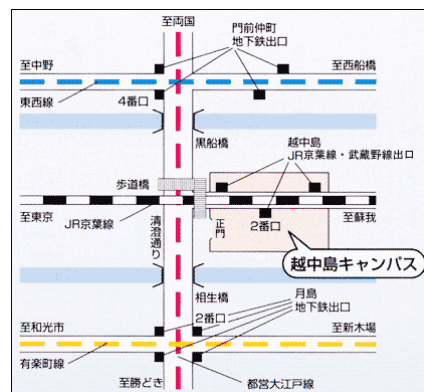 至両国
門前仲町
地下鉄出口
至中野
至西船橋
東西線
4番口
黒船橋
越中島
JR京葉線・武蔵野線出口
歩道橋
至東京
至蘇我
JR京葉線
清澄通り
正門
2番口
越中島キャンパス
相生橋
月島
地下鉄出口
2番口
至和光市
至新木場
有楽町線
至勝どき
都営大江戸線